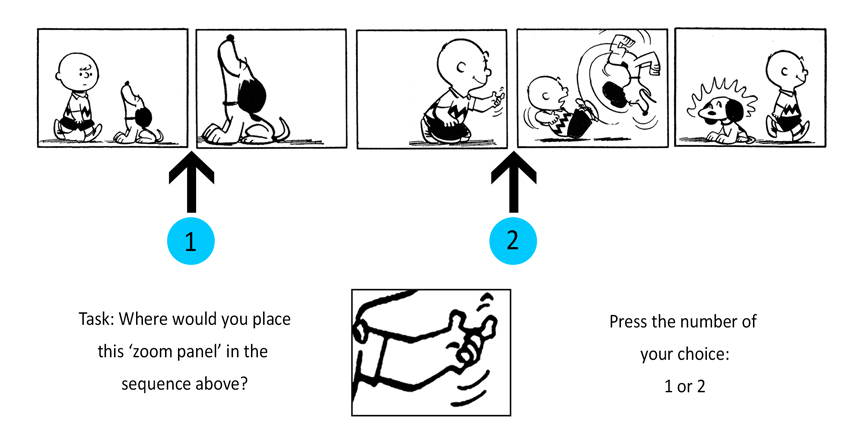 1
2
Task: Where would you place
this ‘zoom panel’ in the
sequence above?
Press the number of
your choice:
1 or 2